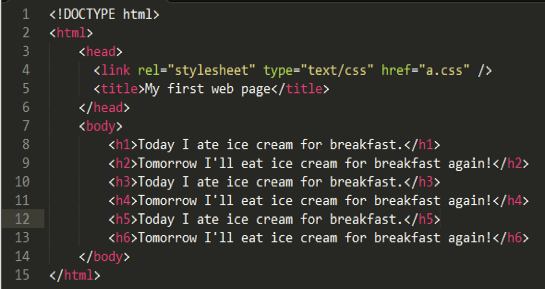 1 <!DOCTYPE html>
2 <html>
3 <head>
4 <link rel="stylesheet" type="text/css" href="a.css" />
5 <title>My first web page</title>
6 </head>
7 <body>
8 <h1>Today I ate ice cream for breakfast.</h1>
9 <h2>Tomorrow I'll eat ice cream for breakfast again!</h2>
10 <h3>Today I ate ice cream for breakfast.</h3>
11 <h4>Tomorrow I'll eat ice cream for breakfast again!</h4>
12 <h5>Today I ate ice cream for breakfast.</h5>
13 <h6>Tomorrow I'll eat ice cream for breakfast again!</h6>
14 </body>
15 </html>